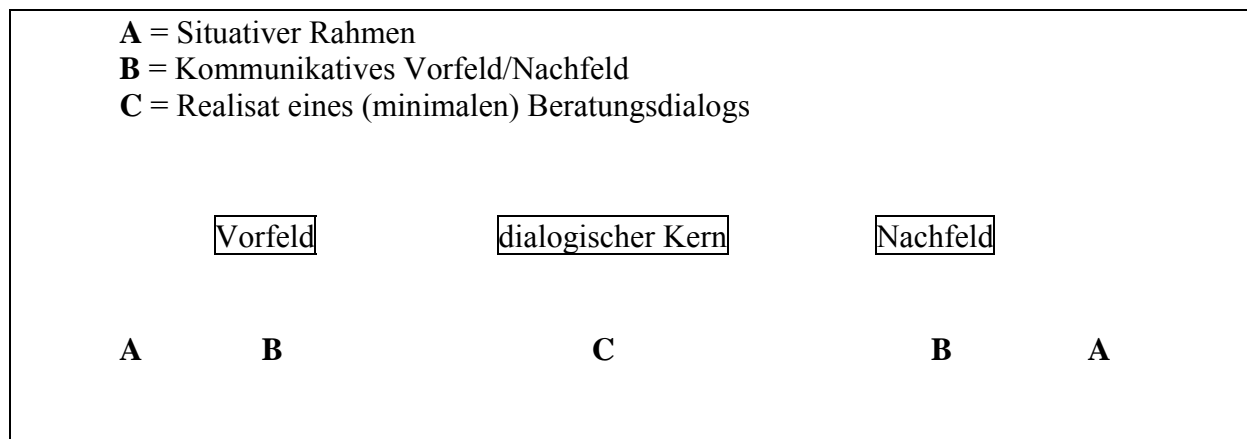 A = Situativer Rahmen
B = Kommunikatives Vorfeld/Nachfeld
C = Realisat eines (minimalen) Beratungsdialogs
Vorfeld dialogischer Kern Nachfeld
A B C B A